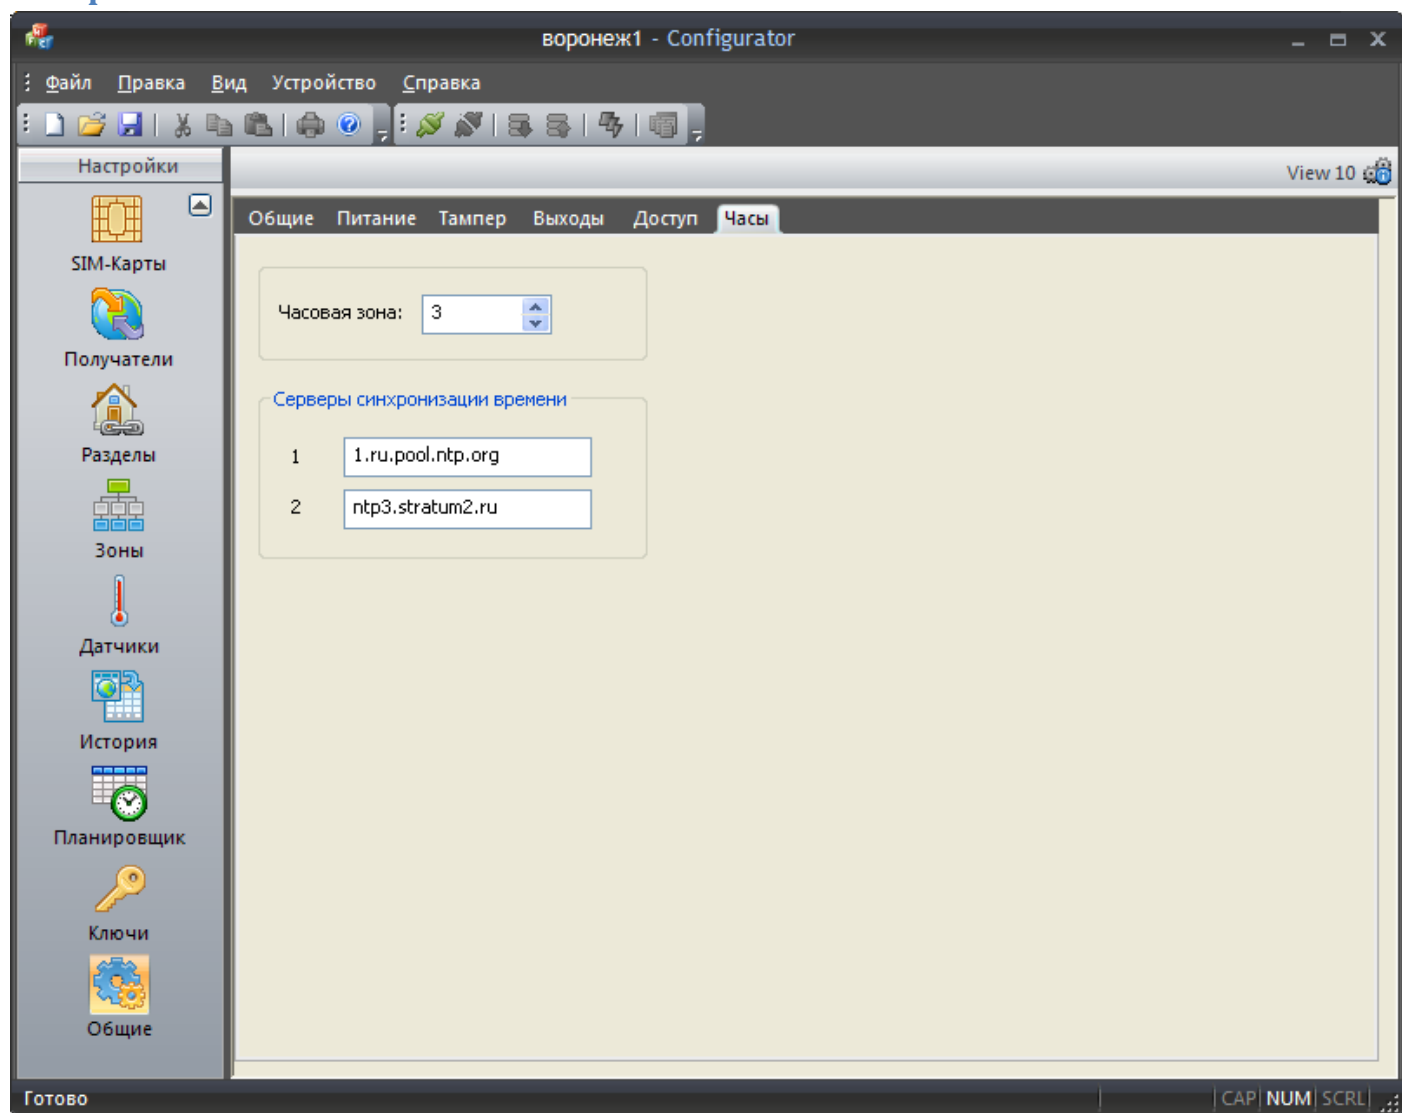 воронеж1 - Configurator
Файл Правка Вид Устройство Справка
Настройки
View 10
Общие Питание Тампер Выходы Доступ Часы
SIM-Карты
Часовая зона: 3
Получатели
Серверы синхронизации времени
Разделы
1 1.ru.pool.ntp.org
2 ntp3.stratum2.ru
Зоны
Датчики
История
Планировщик
Ключи
Общие
Готово
CAP NUM SCRL